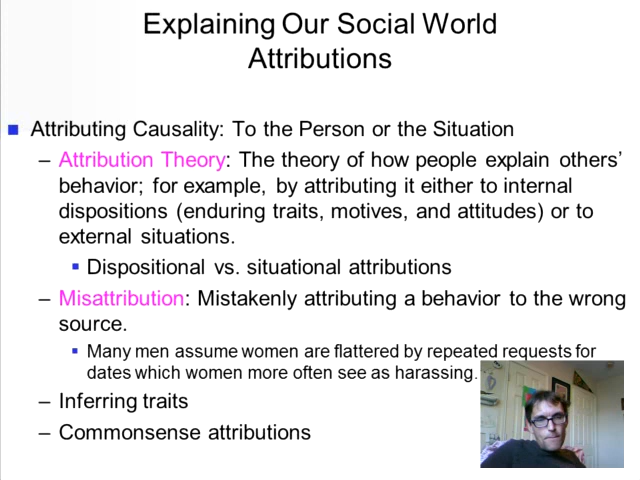 Explaining Our Social World
Attributions
Attributing Causality: To the Person or the Situation
– Attribution Theory: The theory of how people explain others’
behavior; for example, by attributing it either to internal
dispositions (enduring traits, motives, and attitudes) or to
external situations.
Dispositional vs. situational attributions
– Misattribution: Mistakenly attributing a behavior to the wrong
source.
Many men assume women are flattered by repeated requests for
dates which women more often see as harassing.
– Inferring traits
– Commonsense attributions